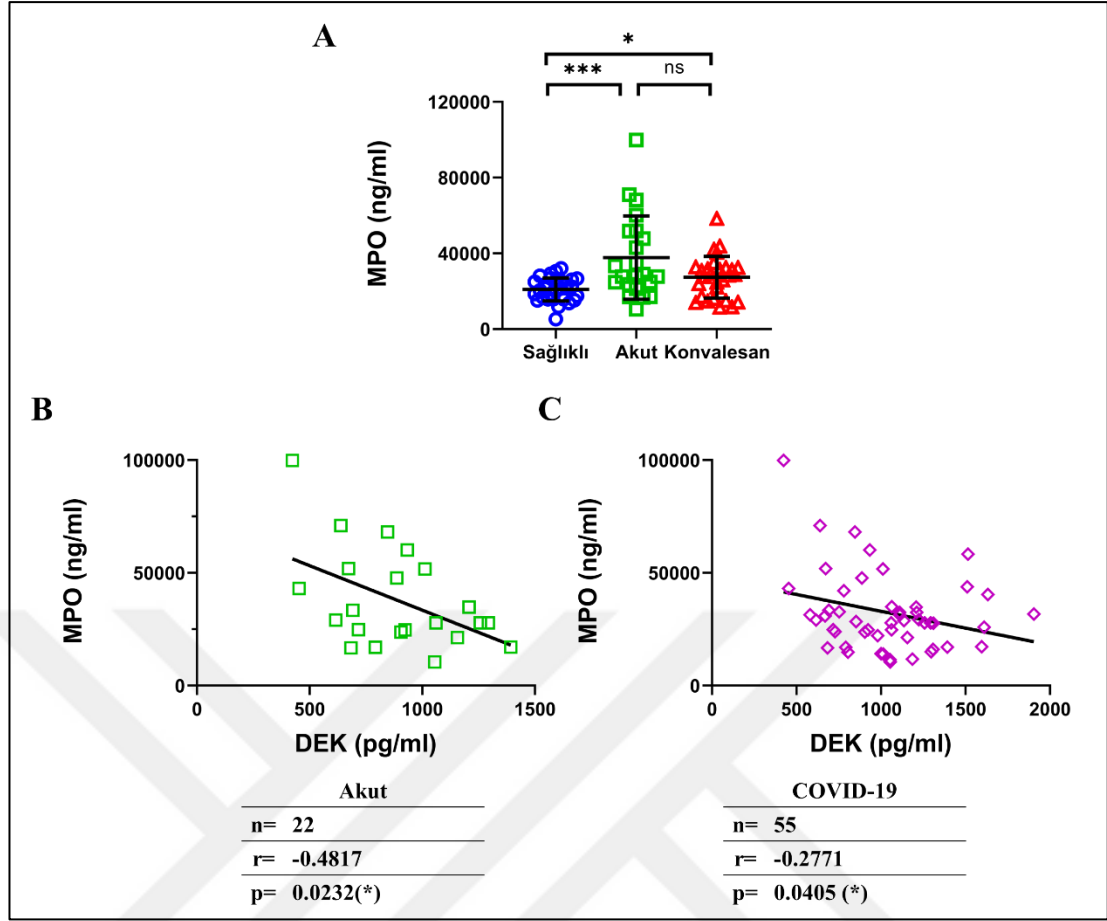 A
*
*** ns
120000
80000
40000
0
MPO (ng/ml)
Sağlıklı Akut Konvalesan
B
100000
50000
0
MPO (ng/ml)
0 500 1000 1500
DEK (pg/ml)
Akut
n= 22
r= -0.4817
p= 0.0232(*)
C
100000
50000
0
MPO (ng/ml)
0 500 1000 1500 2000
DEK (pg/ml)
COVID-19
n= 55
r= -0.2771
p= 0.0405 (*)